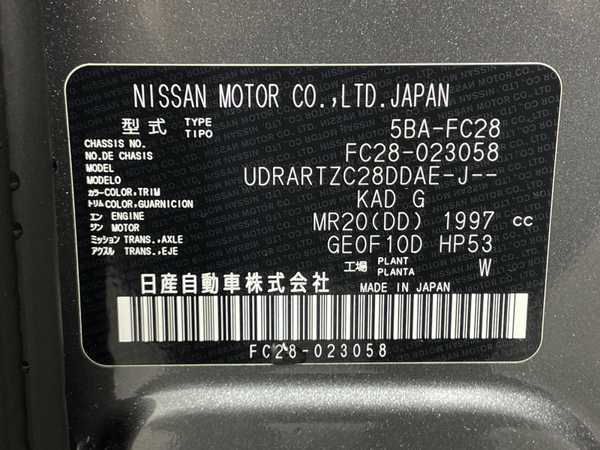 NISSAN MOTOR CO.,LTD.JAPAN
型式 TYPE TIPO 5BA-FC28
CHASSIS NO. NO.DE CHASIS FC28-023058
MODEL MODELO UDRARTZC28DDAE-J--
カラー COLOR,TRIM トリム COLOR,GUARNICION KAD G
エン ENGINE ジン MOTOR MR20(DD) 1997 cc
ミッション TRANS.,AXLE アクスル TRANS.,EJE GE0F10D HP53
工場 PLANT PLANTA W
日産自動車株式会社 MADE IN JAPAN
FC28-023058